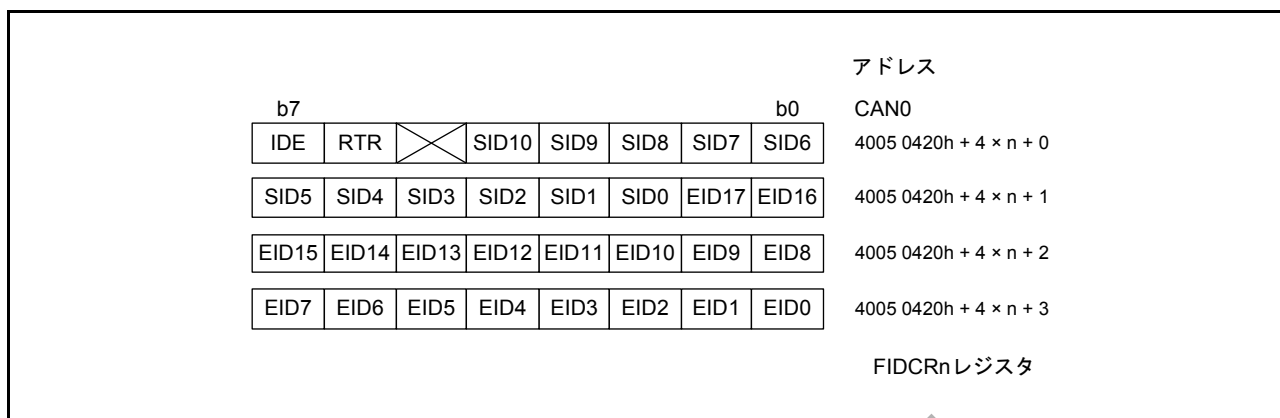 アドレス
b7 b0 CAN0
IDE RTR SID10 SID9 SID8 SID7 SID6 4005 0420h + 4 × n + 0
SID5 SID4 SID3 SID2 SID1 SID0 EID17 EID16 4005 0420h + 4 × n + 1
EID15 EID14 EID13 EID12 EID11 EID10 EID9 EID8 4005 0420h + 4 × n + 2
EID7 EID6 EID5 EID4 EID3 EID2 EID1 EID0 4005 0420h + 4 × n + 3
FIDCRnレジスタ